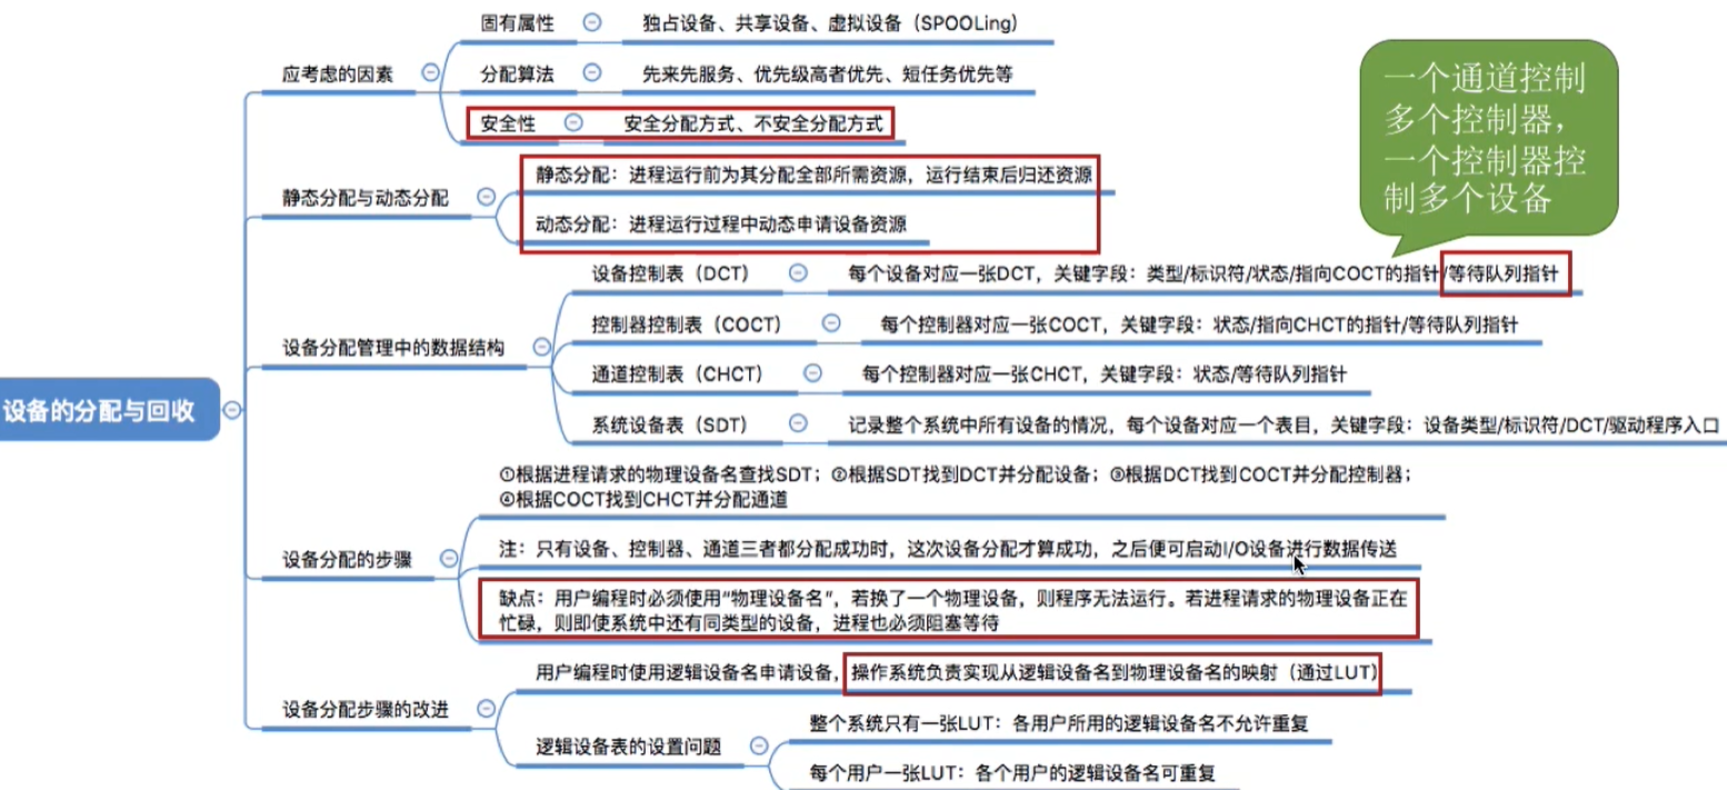 固有属性 独占设备、共享设备、虚拟设备（SPOOLing）
应考虑的因素
分配算法 先来先服务、优先级高者优先、短任务优先等
安全性 安全分配方式、不安全分配方式
一个通道控制
多个控制器，
一个控制器控
制多个设备
静态分配与动态分配
静态分配：进程运行前为其分配全部所需资源，运行结束后归还资源
动态分配：进程运行过程中动态申请设备资源
设备的分配与回收
设备分配管理中的数据结构
设备控制表（DCT） 每个设备对应一张DCT，关键字段：类型/标识符/状态/指向COCT的指针/等待队列指针
控制器控制表（COCT） 每个控制器对应一张COCT，关键字段：状态/指向CHCT的指针/等待队列指针
通道控制表（CHCT） 每个控制器对应一张CHCT，关键字段：状态/等待队列指针
系统设备表（SDT） 记录整个系统中所有设备的情况，每个设备对应一个表目，关键字段：设备类型/标识符/DCT/驱动程序入口
设备分配的步骤
①根据进程请求的物理设备名查找SDT；②根据SDT找到DCT并分配设备；③根据DCT找到COCT并分配控制器；
④根据COCT找到CHCT并分配通道
注：只有设备、控制器、通道三者都分配成功时，这次设备分配才算成功，之后便可启动I/O设备进行数据传送
缺点：用户编程时必须使用“物理设备名”，若换了一个物理设备，则程序无法运行。若进程请求的物理设备正在
忙碌，则即使系统中还有同类型的设备，进程也必须阻塞等待
设备分配步骤的改进
用户编程时使用逻辑设备名申请设备，操作系统负责实现从逻辑设备名到物理设备名的映射（通过LUT）
逻辑设备表的设置问题
整个系统只有一张LUT：各用户所用的逻辑设备名不允许重复
每个用户一张LUT：各个用户的逻辑设备名可重复